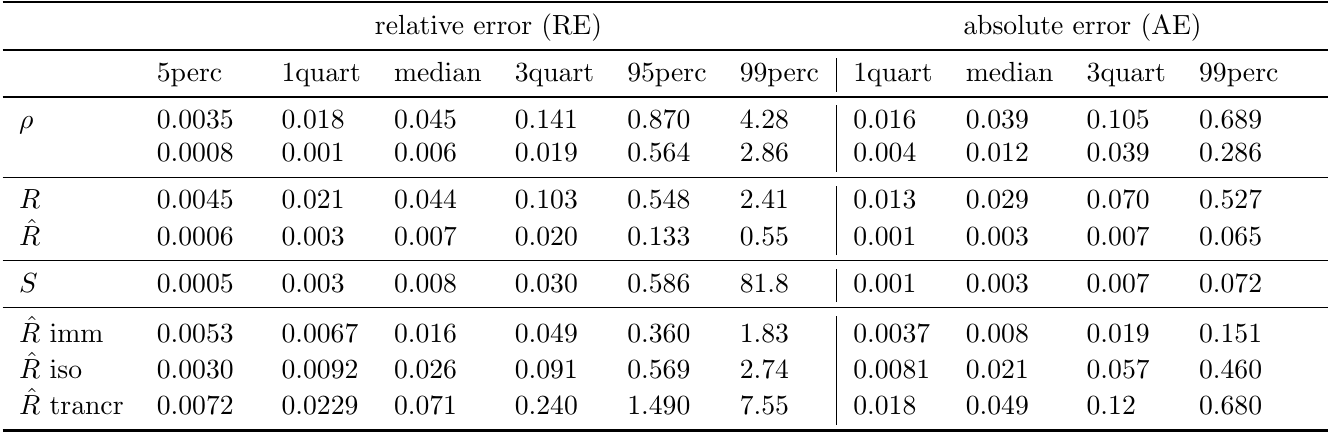 relative error (RE) absolute error (AE)
5perc 1quart median 3quart 95perc 99perc 1quart median 3quart 99perc
ρ 0.0035 0.018 0.045 0.141 0.870 4.28 0.016 0.039 0.105 0.689
0.0008 0.001 0.006 0.019 0.564 2.86 0.004 0.012 0.039 0.286
R 0.0045 0.021 0.044 0.103 0.548 2.41 0.013 0.029 0.070 0.527
R̂ 0.0006 0.003 0.007 0.020 0.133 0.55 0.001 0.003 0.007 0.065
S 0.0005 0.003 0.008 0.030 0.586 81.8 0.001 0.003 0.007 0.072
R̂ imm 0.0053 0.0067 0.016 0.049 0.360 1.83 0.0037 0.008 0.019 0.151
R̂ iso 0.0030 0.0092 0.026 0.091 0.569 2.74 0.0081 0.021 0.057 0.460
R̂ trancr 0.0072 0.0229 0.071 0.240 1.490 7.55 0.018 0.049 0.12 0.680